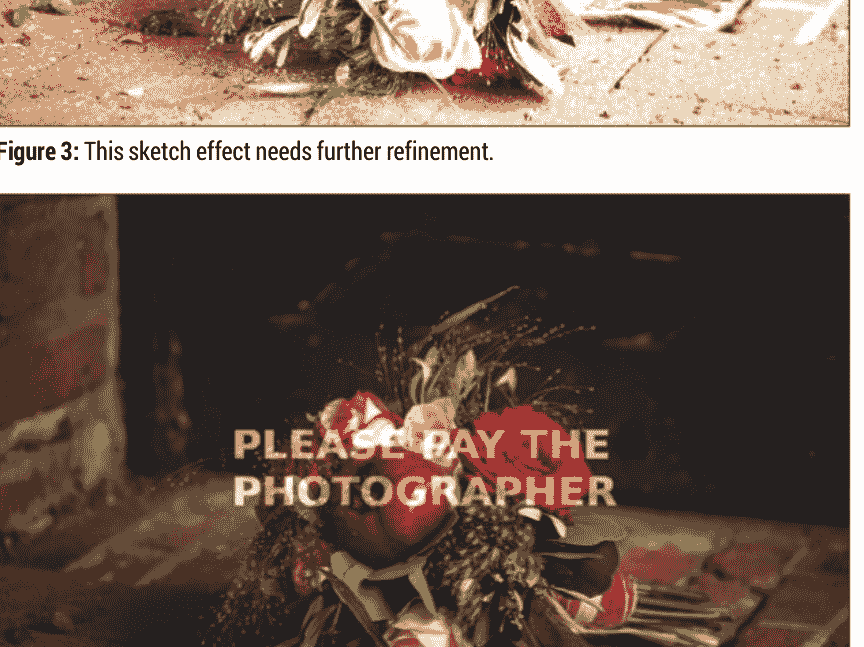 Figure 3: This sketch effect needs further refinement.
PLEASE PAY THE
PHOTOGRAPHER